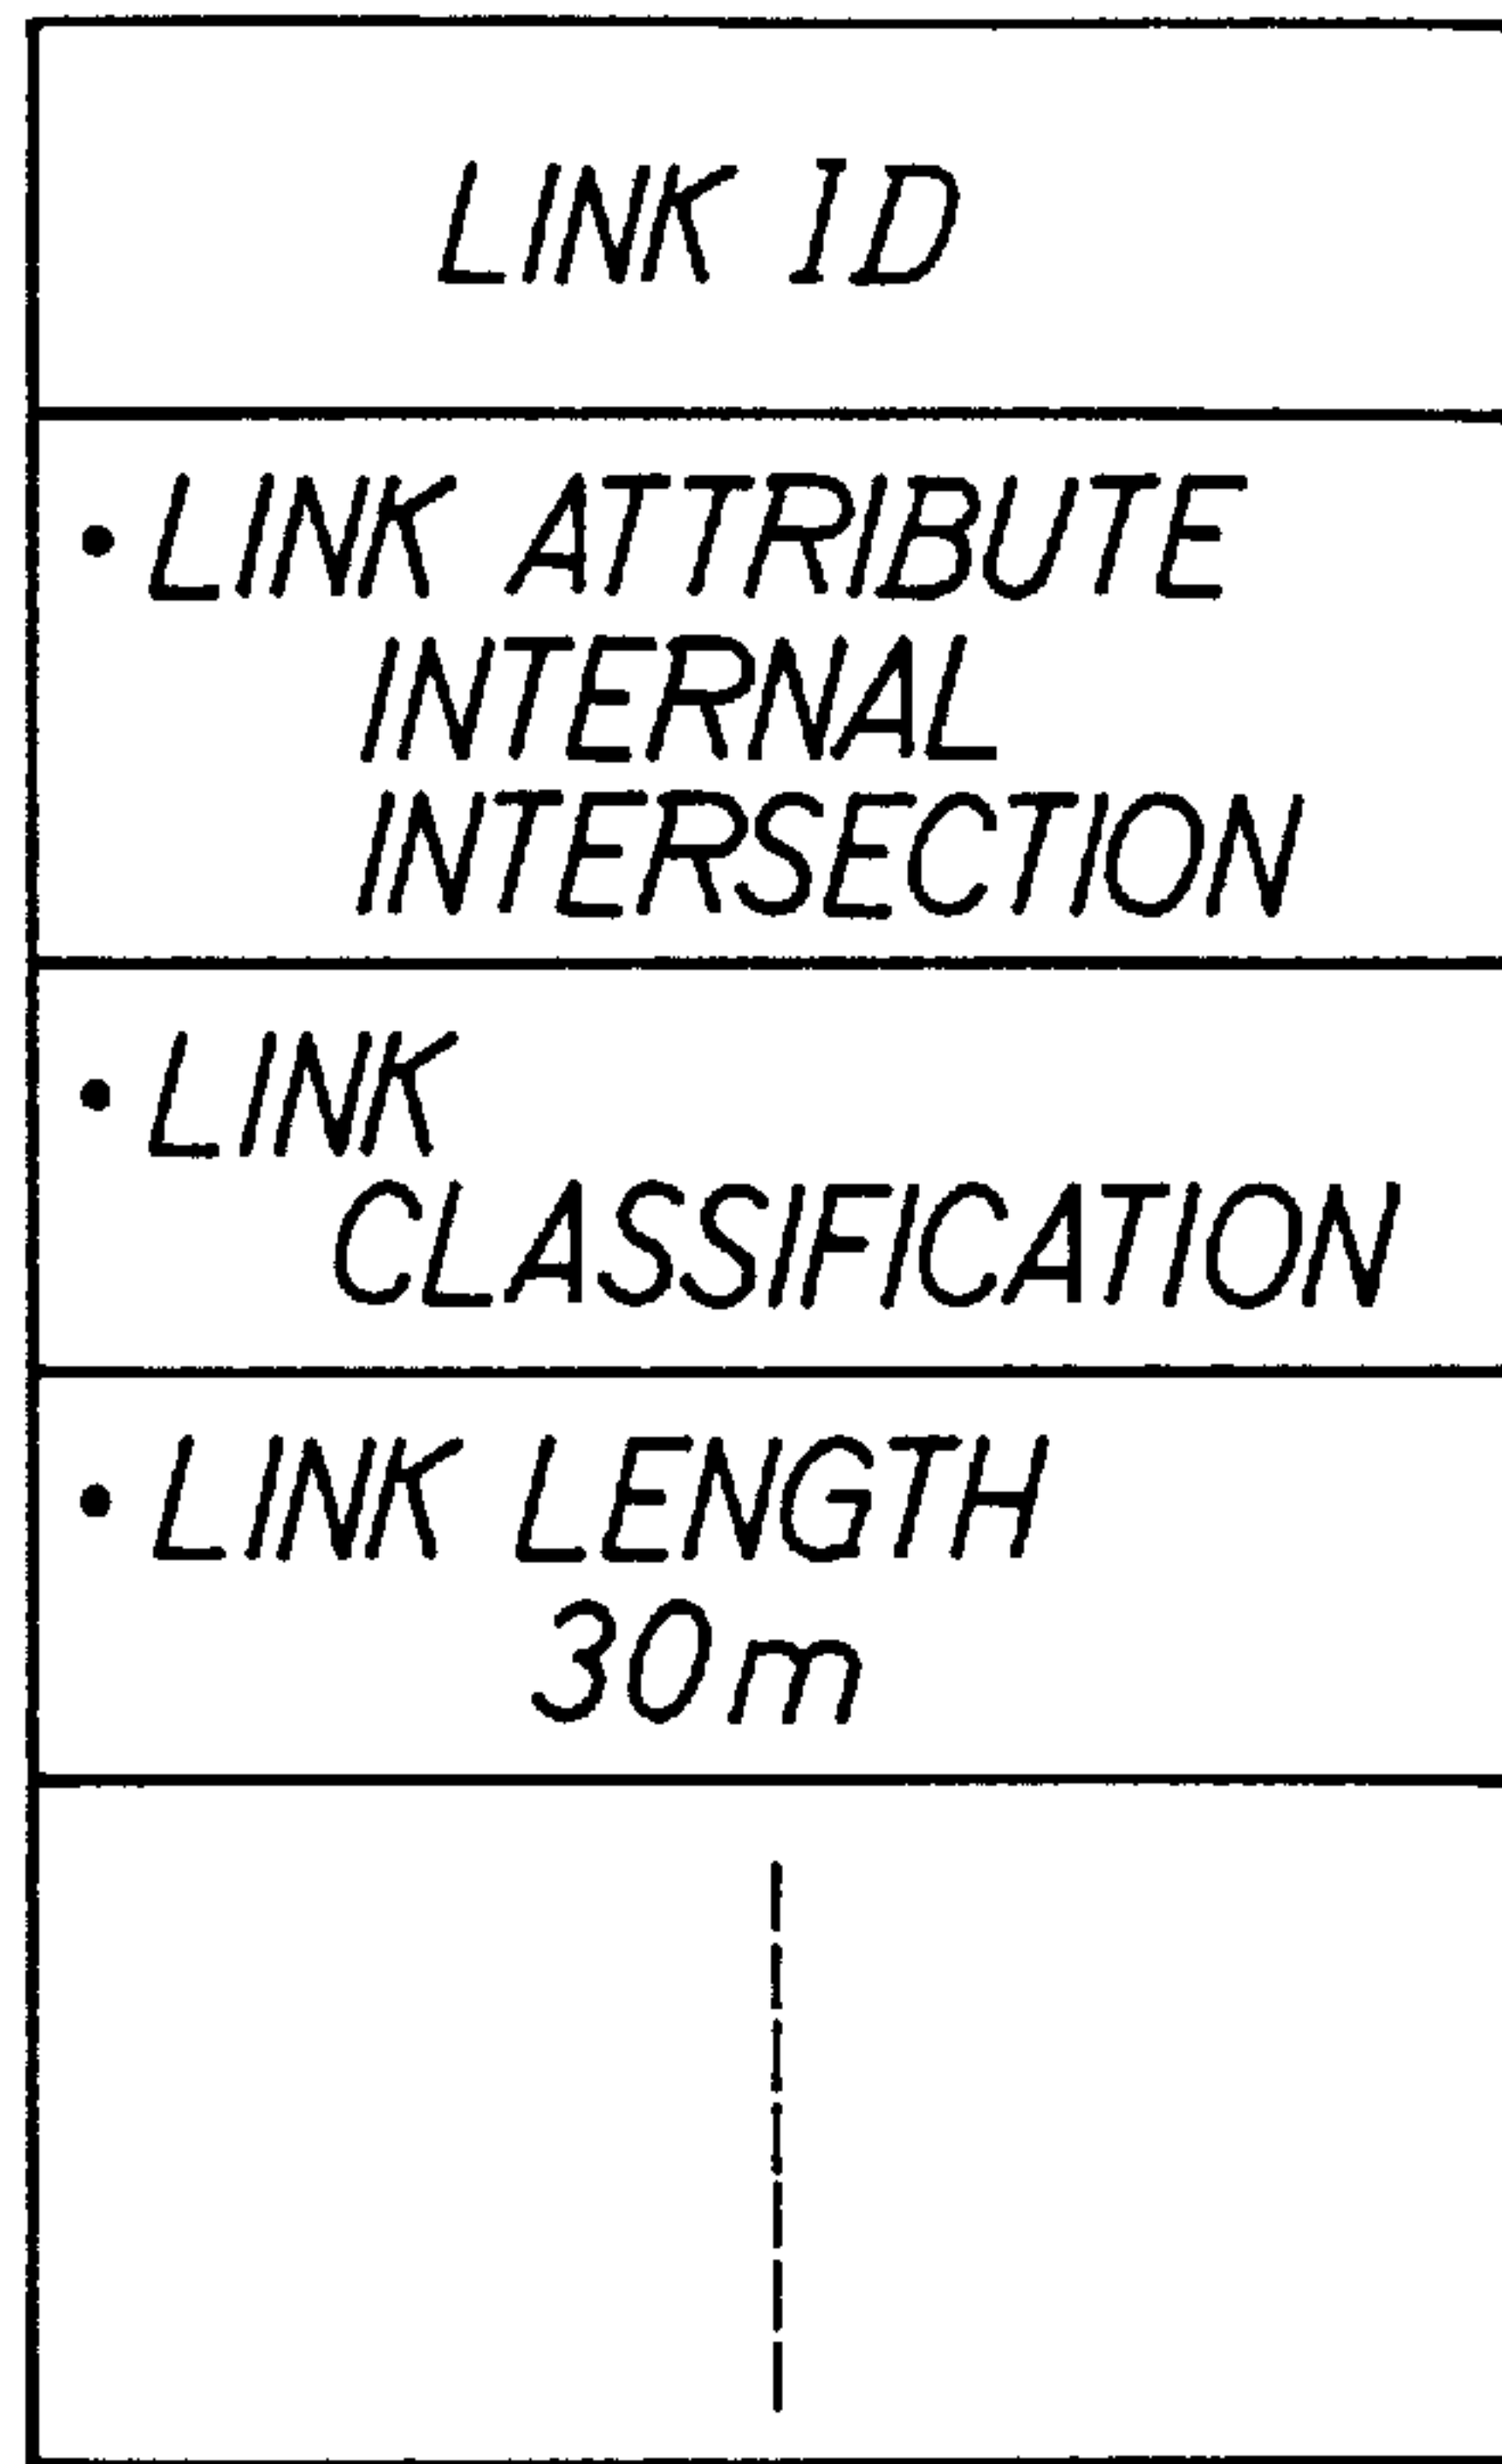 LINK ID
• LINK ATTRIBUTE
INTERNAL
INTERSECTION
• LINK
CLASSIFICATION
• LINK LENGTH
30m